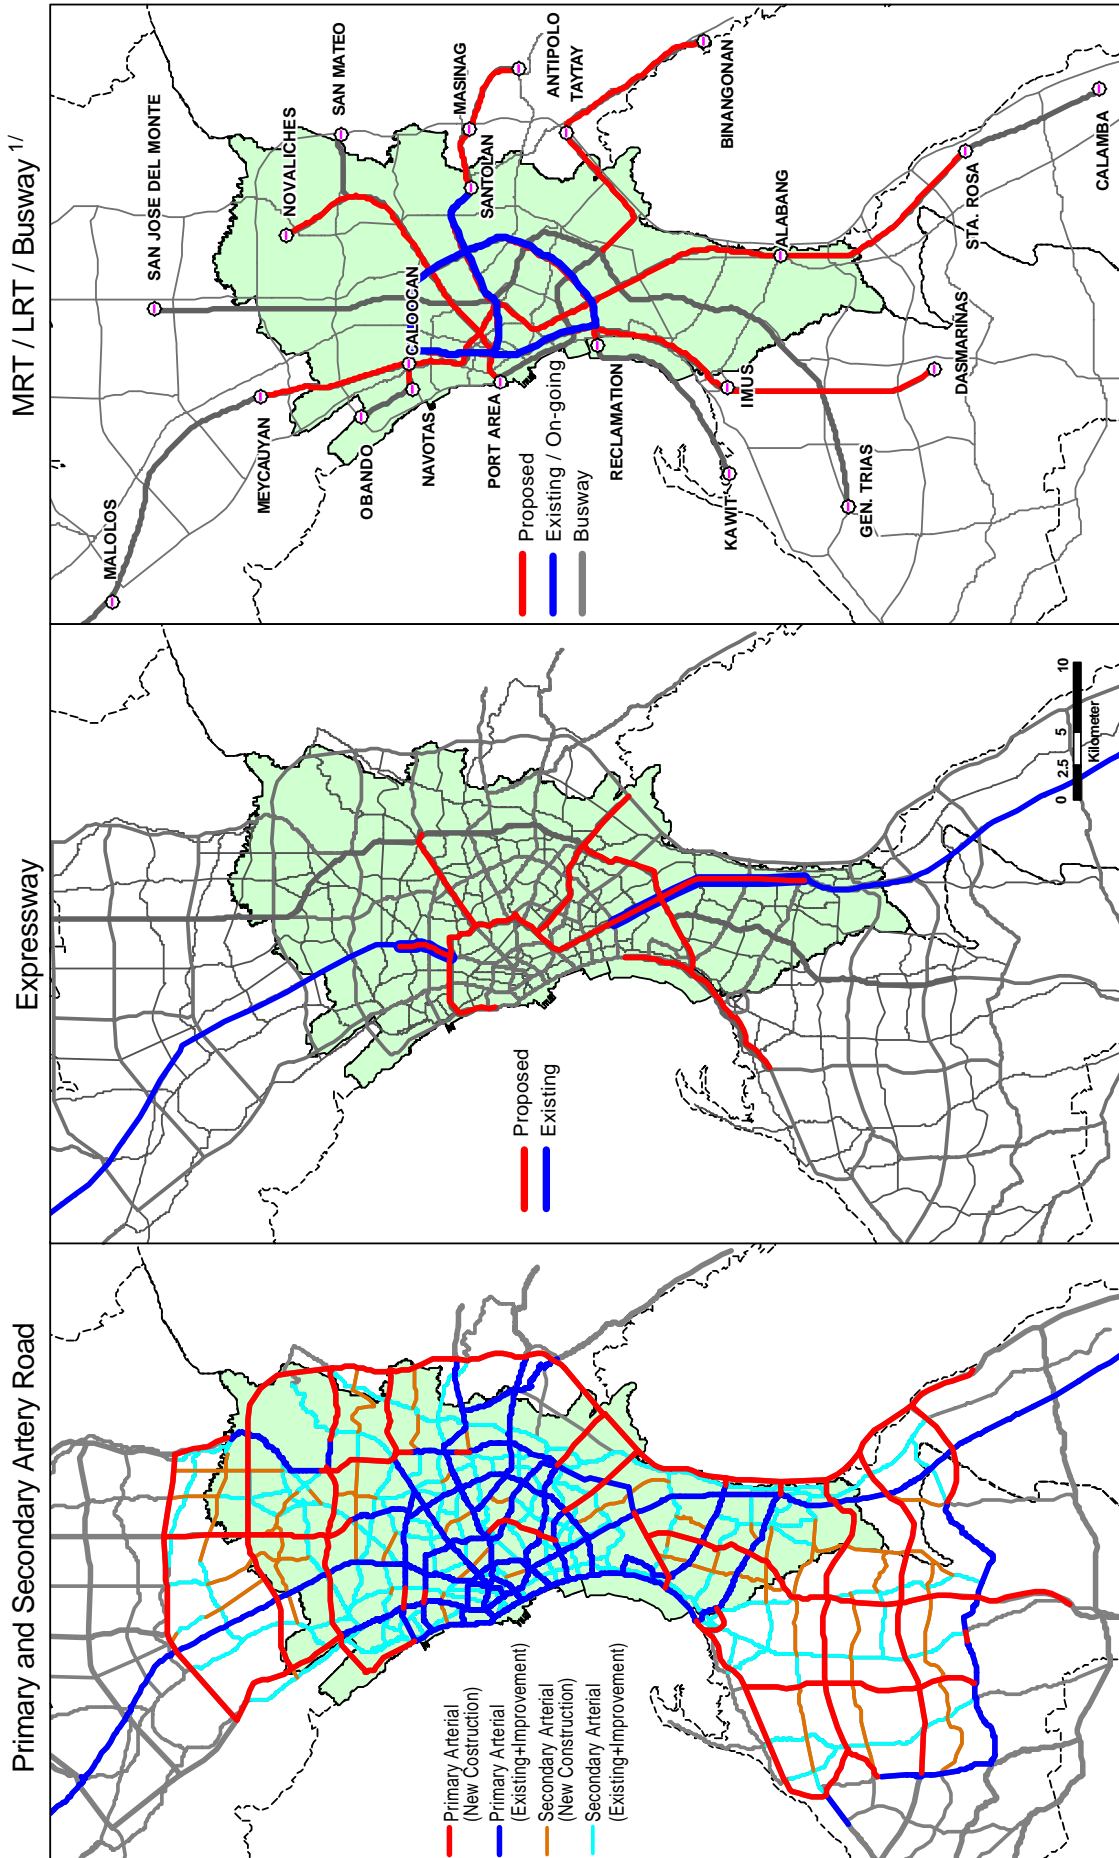 Primary and Secondary Artery Road
Primary Arterial
(New Costruction)
Primary Arterial
(Existing+Improvement)
Secondary Arterial
(New Construction)
Secondary Arterial
(Existing+Improvement)
Expressway
Proposed
Existing
0 2.5 5 10
Kilometer
MRT / LRT / Busway 1/
MALOLOS
SAN JOSE DEL MONTE
MEYCAUYAN
NOVALICHES
SAN MATEO
OBANDO
CALOOCAN
NAVOTAS
MASINAG
SANTOLAN
PORT AREA
ANTIPOLO
TAYTAY
RECLAMATION
BINANGONAN
KAWIT
IMUS
ALABANG
GEN. TRIAS
DASMARINAS
STA. ROSA
CALAMBA
Proposed
Existing / On-going
Busway